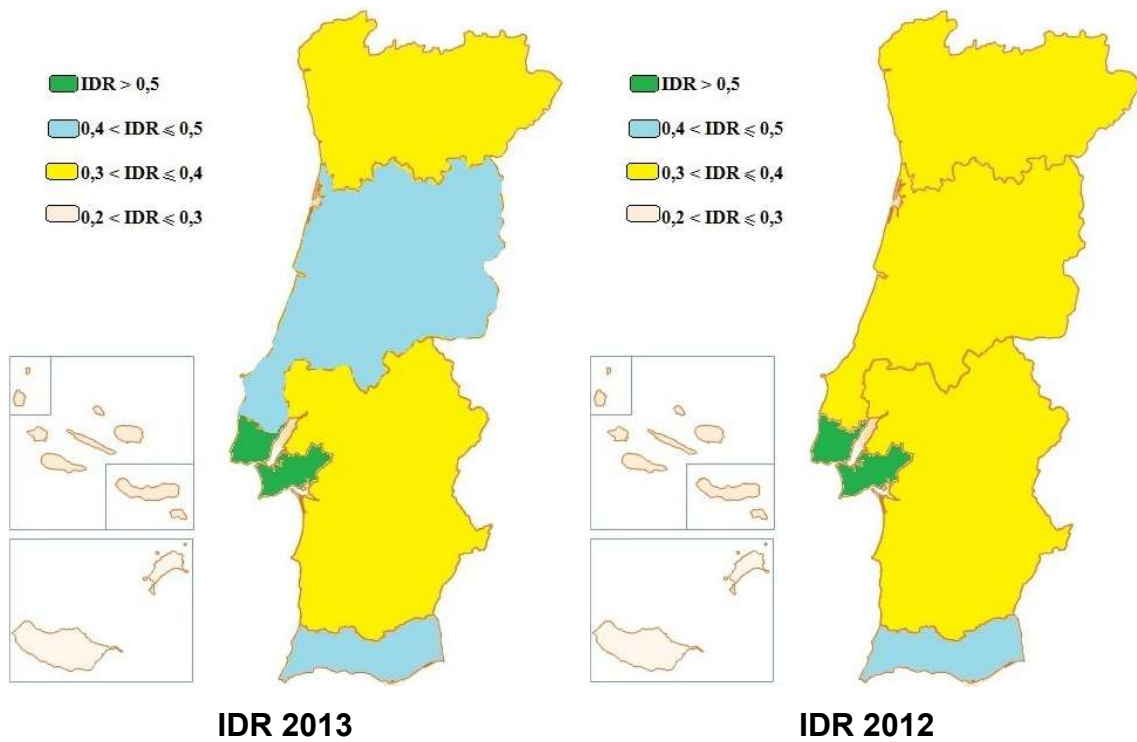 IDR > 0,5
0,4 < IDR ⩽ 0,5
0,3 < IDR ⩽ 0,4
0,2 < IDR ⩽ 0,3
IDR > 0,5
0,4 < IDR ⩽ 0,5
0,3 < IDR ⩽ 0,4
0,2 < IDR ⩽ 0,3
IDR 2013
IDR 2012